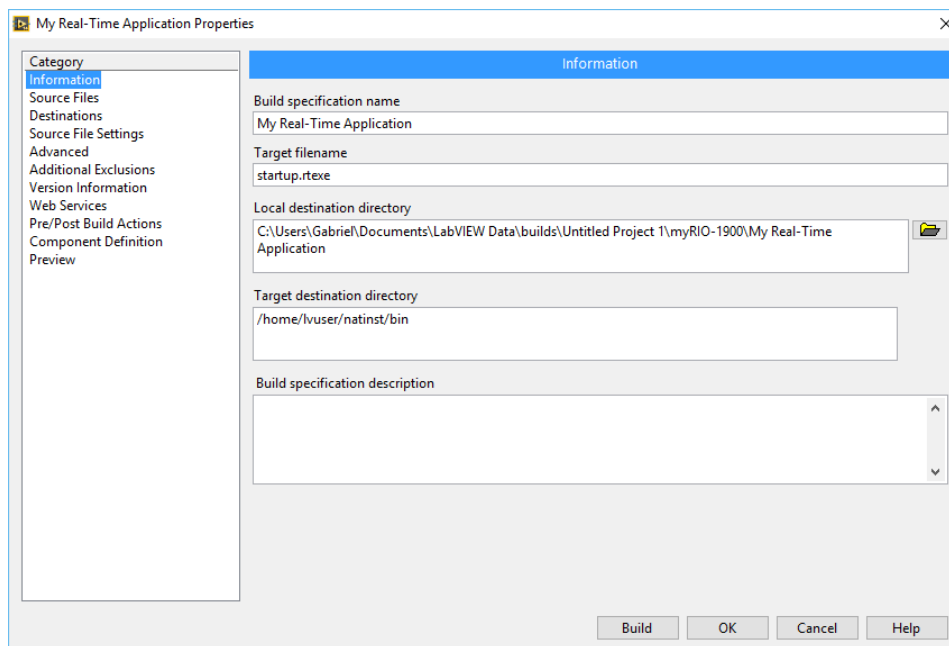 My Real-Time Application Properties
Category
Information
Source Files
Destinations
Source File Settings
Advanced
Additional Exclusions
Version Information
Web Services
Pre/Post Build Actions
Component Definition
Preview
Information
Build specification name
My Real-Time Application
Target filename
startup.rtexe
Local destination directory
C:\Users\Gabriel\Documents\LabVIEW Data\builds\Untitled Project 1\myRIO-1900\My Real-Time
Application
Target destination directory
/home/lvuser/natinst/bin
Build specification description
Build
OK
Cancel
Help